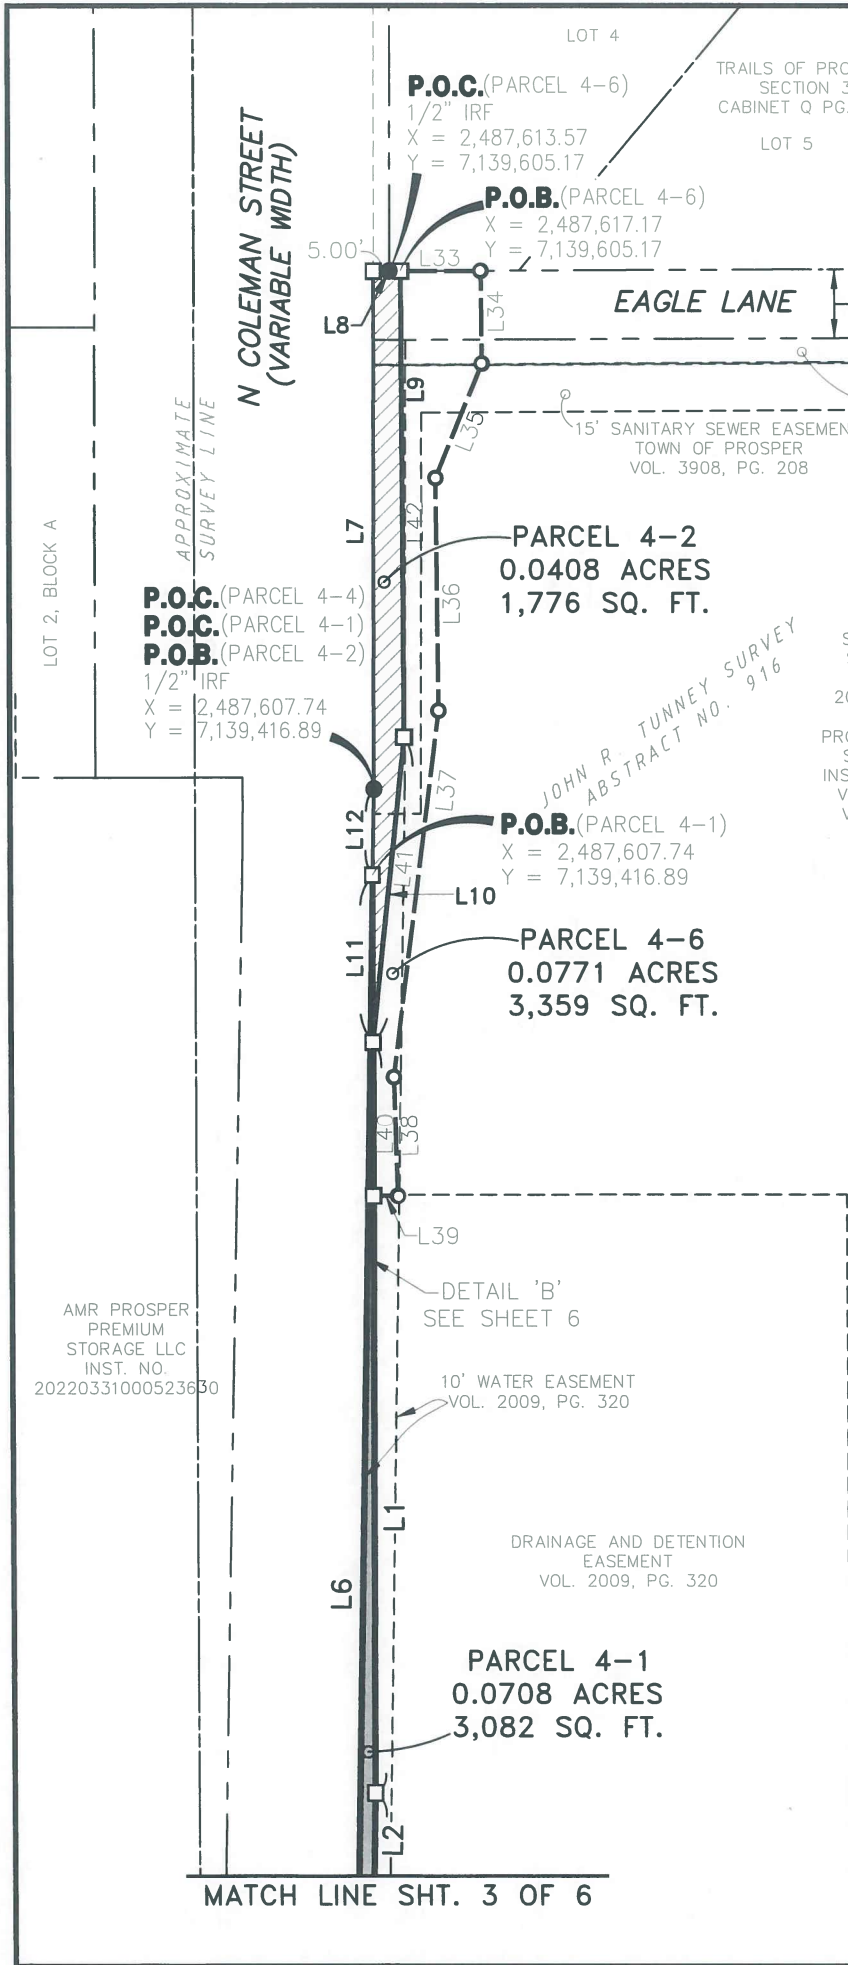 LOT 4
TRAILS OF PRO
SECTION 3
CABINET Q PG.
LOT 5
P.O.C.(PARCEL 4-6)
1/2" IRF
X = 2,487,613.57
Y = 7,139,605.17
N COLEMAN STREET
(VARIABLE WIDTH)
P.O.B.(PARCEL 4-6)
X = 2,487,617.17
Y = 7,139,605.17
5.00'
L33
L8
L34
EAGLE LANE
L9
L35
15' SANITARY SEWER EASEMEN
TOWN OF PROSPER
VOL. 3908, PG. 208
APPROXIMATE
SURVEY LINE
LOT 2, BLOCK A
L7
L42
PARCEL 4-2
0.0408 ACRES
1,776 SQ. FT.
L36
P.O.C.(PARCEL 4-4)
P.O.C.(PARCEL 4-1)
P.O.B.(PARCEL 4-2)
1/2" IRF
X = 2,487,607.74
Y = 7,139,416.89
JOHN R. TUNNEY SURVEY
ABSTRACT NO. 916
S
20
PRO
S
INS
V
V
L37
L12
P.O.B.(PARCEL 4-1)
X = 2,487,607.74
Y = 7,139,416.89
L41
L10
L11
PARCEL 4-6
0.0771 ACRES
3,359 SQ. FT.
L40
L38
L39
DETAIL 'B'
SEE SHEET 6
AMR PROSPER
PREMIUM
STORAGE LLC
INST. NO.
20220331000523630
10' WATER EASEMENT
VOL. 2009, PG. 320
L1
DRAINAGE AND DETENTION
EASEMENT
VOL. 2009, PG. 320
L6
PARCEL 4-1
0.0708 ACRES
3,082 SQ. FT.
L2
MATCH LINE SHT. 3 OF 6